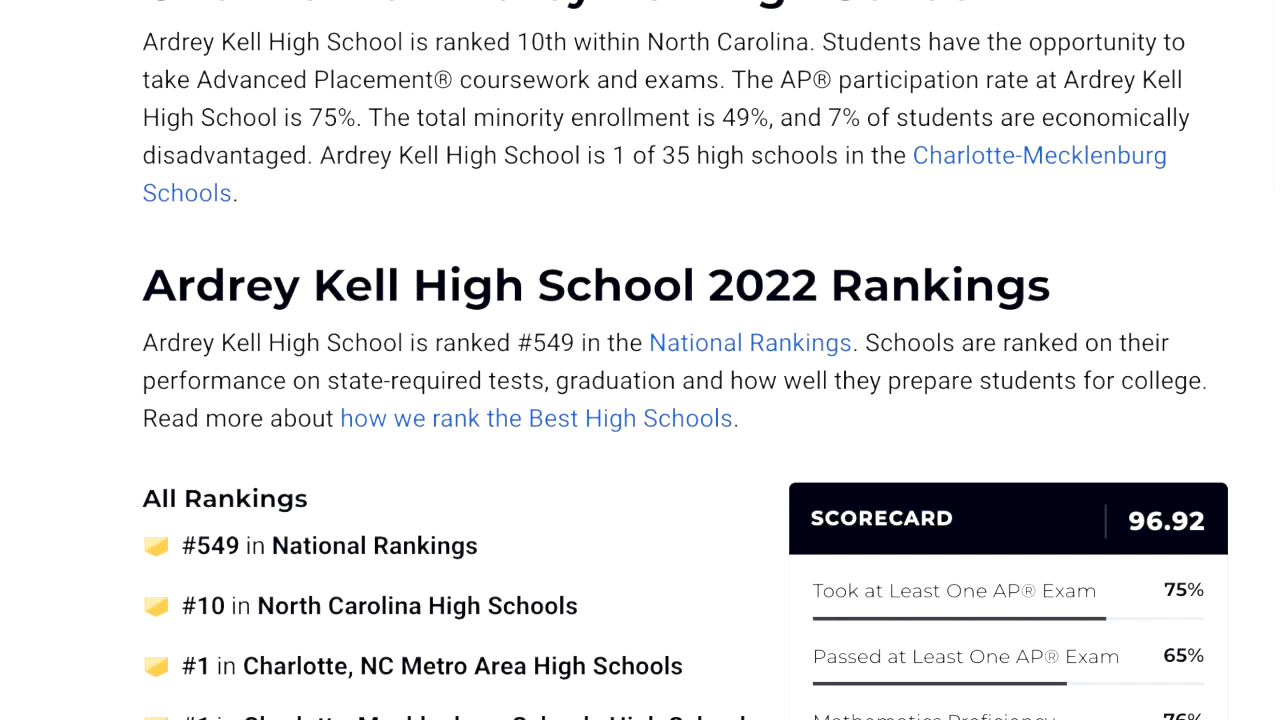 Ardrey Kell High School is ranked 10th within North Carolina. Students have the opportunity to
take Advanced Placement® coursework and exams. The AP® participation rate at Ardrey Kell
High School is 75%. The total minority enrollment is 49%, and 7% of students are economically
disadvantaged. Ardrey Kell High School is 1 of 35 high schools in the Charlotte-Mecklenburg
Schools.
Ardrey Kell High School 2022 Rankings
Ardrey Kell High School is ranked #549 in the National Rankings. Schools are ranked on their
performance on state-required tests, graduation and how well they prepare students for college.
Read more about how we rank the Best High Schools.
All Rankings
#549 in National Rankings
#10 in North Carolina High Schools
#1 in Charlotte, NC Metro Area High Schools
SCORECARD 96.92
Took at Least One AP® Exam 75%
Passed at Least One AP® Exam 65%
Mathematics Proficiency 76%